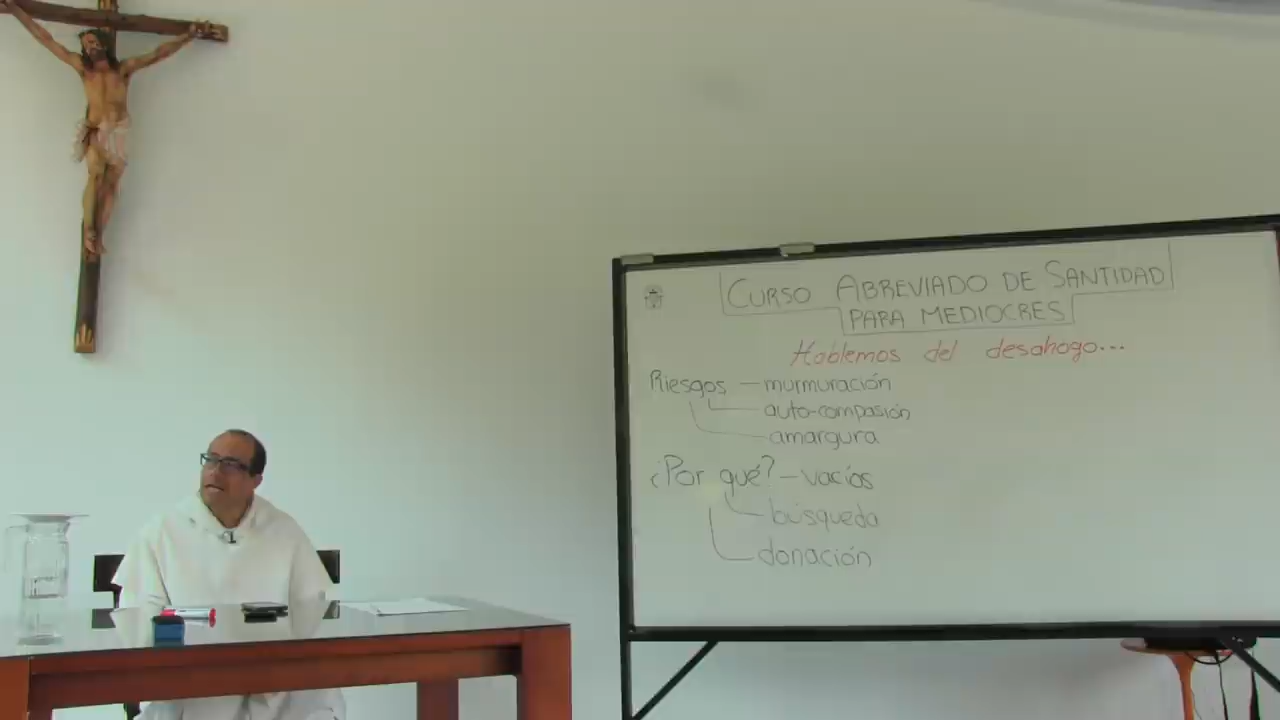 CURSO ABREVIADO DE SANTIDAD
PARA MEDIOCRES
Hablemos del desahogo...
Riesgos - murmuración
auto-compasión
amargura
¿Por qué? - vacíos
búsqueda
donación